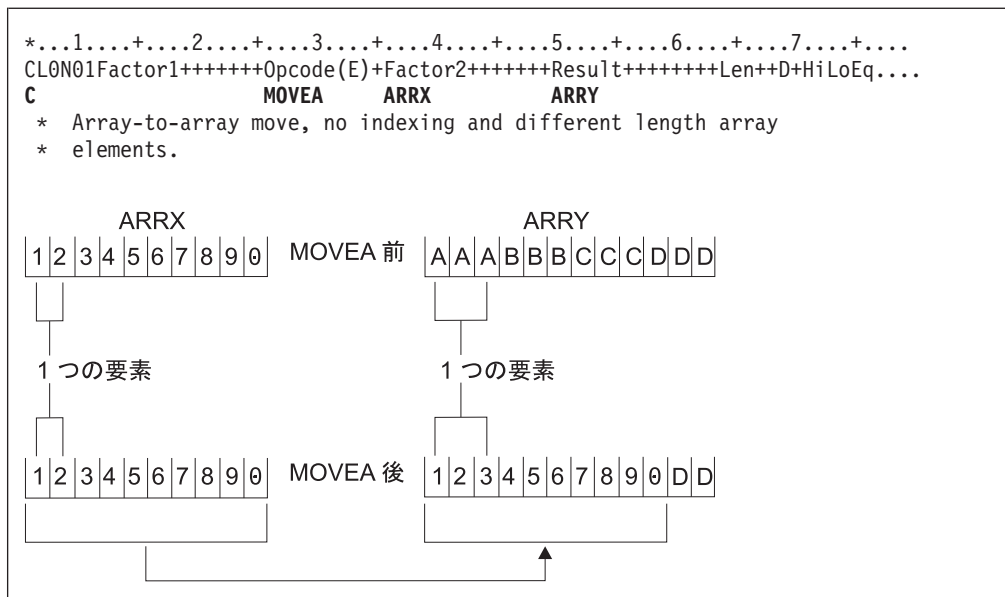 *...1....+....2....+....3....+....4....+....5....+....6....+....7....+....
CL0N01Factor1+++++++Opcode(E)+Factor2+++++++Result++++++++Len++D+HiLoEq....
C                   MOVEA     ARRX          ARRY
 *  Array-to-array move, no indexing and different length array
 *  elements.
ARRX ARRY
1 2 3 4 5 6 7 8 9 0 MOVEA 前 A A A B B B C C C D D D
1 つの要素 1 つの要素
1 2 3 4 5 6 7 8 9 0 MOVEA 後 1 2 3 4 5 6 7 8 9 0 D D